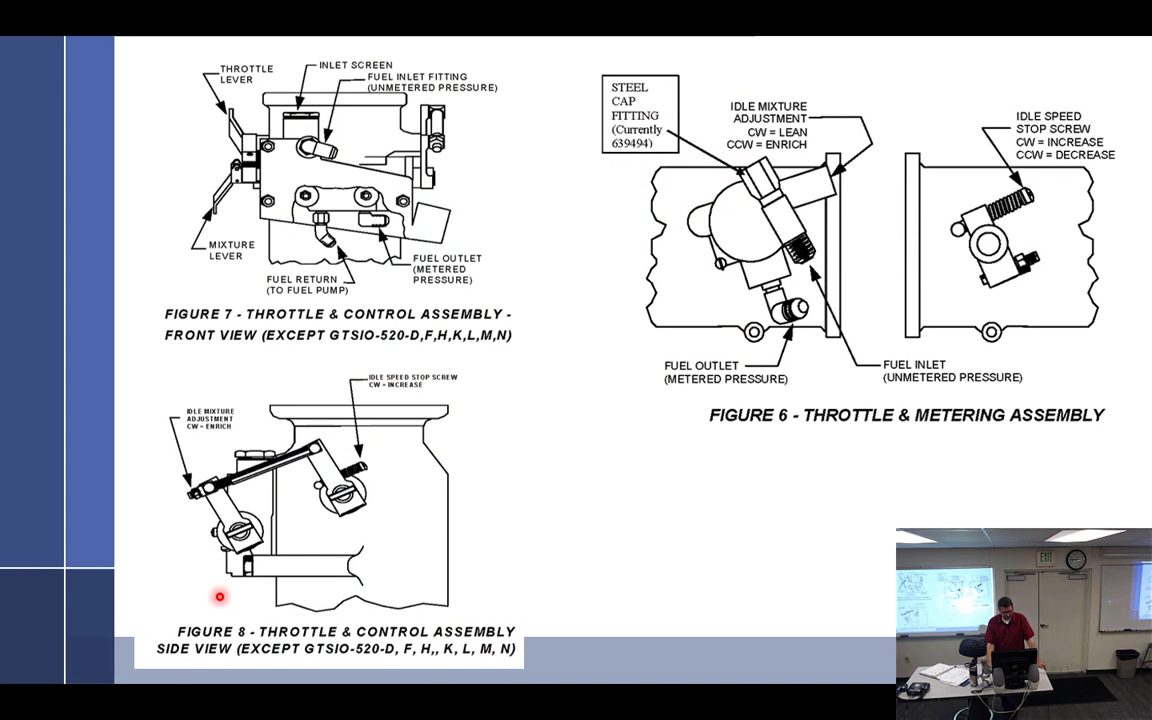 THROTTLE
LEVER
INLET SCREEN
FUEL INLET FITTING
(UNMETERED PRESSURE)
MIXTURE
LEVER
FUEL RETURN
(TO FUEL PUMP)
FUEL OUTLET
(METERED
PRESSURE)
FIGURE 7 - THROTTLE & CONTROL ASSEMBLY -
FRONT VIEW (EXCEPT GTSIO-520-D,F,H,K,L,M,N)
IDLE SPEED STOP SCREW
CW = INCREASE
IDLE MIXTURE
ADJUSTMENT
CW = ENRICH
FIGURE 8 - THROTTLE & CONTROL ASSEMBLY
SIDE VIEW (EXCEPT GTSIO-520-D, F, H,, K, L, M, N)
STEEL
CAP
FITTING
(Currently
639494)
IDLE MIXTURE
ADJUSTMENT
CW = LEAN
CCW = ENRICH
IDLE SPEED
STOP SCREW
CW = INCREASE
CCW = DECREASE
FUEL OUTLET
(METERED PRESSURE)
FUEL INLET
(UNMETERED PRESSURE)
FIGURE 6 - THROTTLE & METERING ASSEMBLY
EXIT